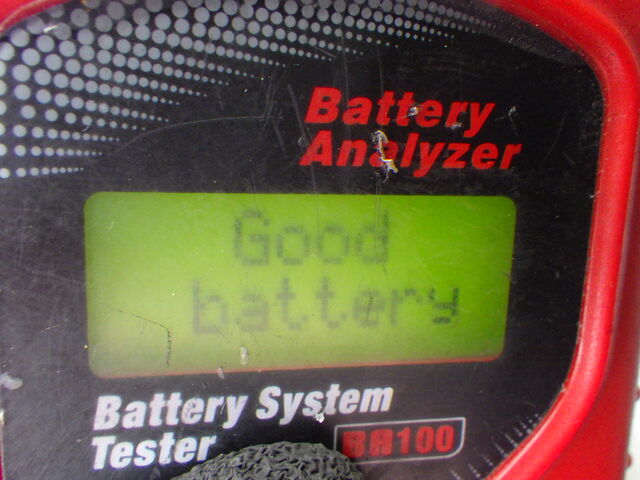 Battery
Analyzer
Good
battery
Battery System
Tester
BA100